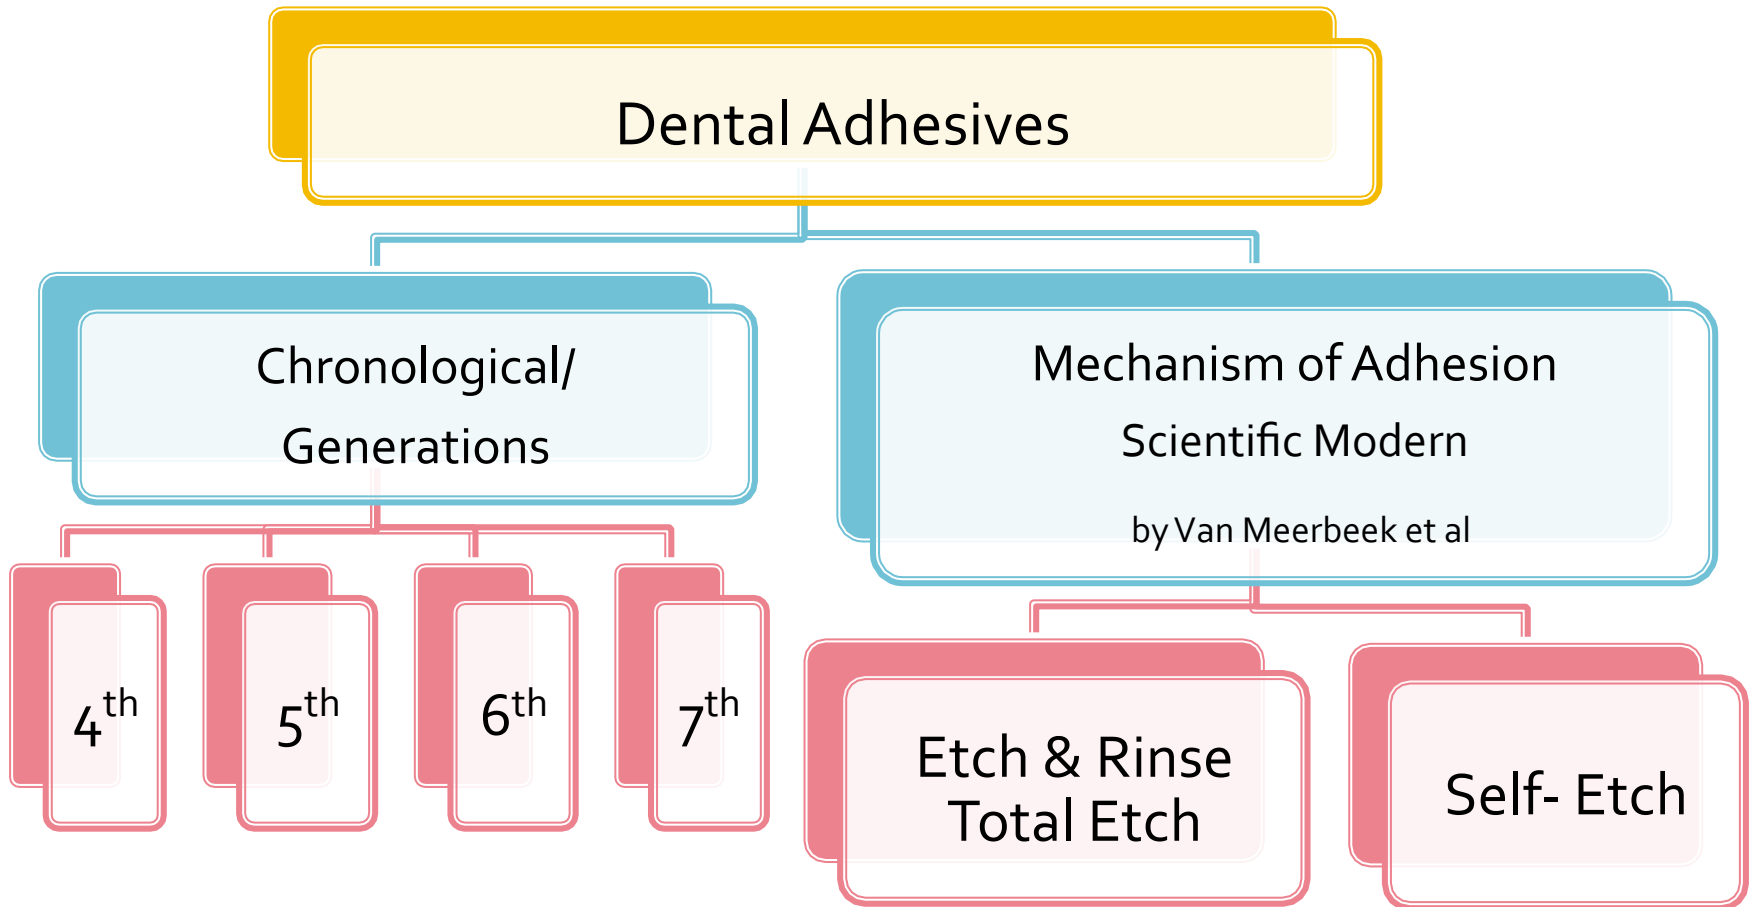 Dental Adhesives
Chronological/
Generations
Mechanism of Adhesion
Scientific Modern
by Van Meerbeek et al
4th
5th
6th
7th
Etch & Rinse
Total Etch
Self- Etch